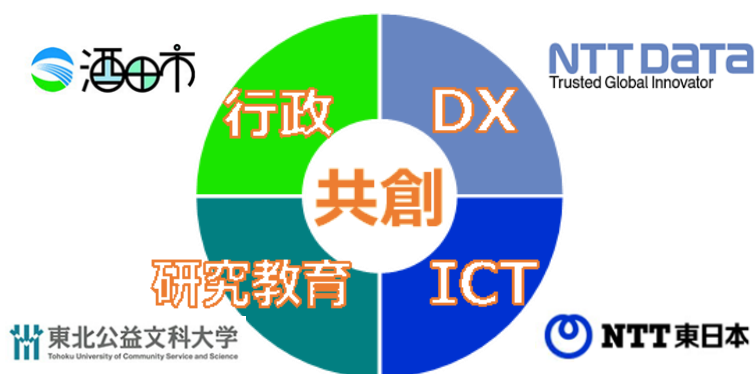 酒田市
NTT DATA
Trusted Global Innovator
行政
DX
共創
研究教育
ICT
東北公益文科大学
Tohoku University of Community Service and Science
NTT東日本